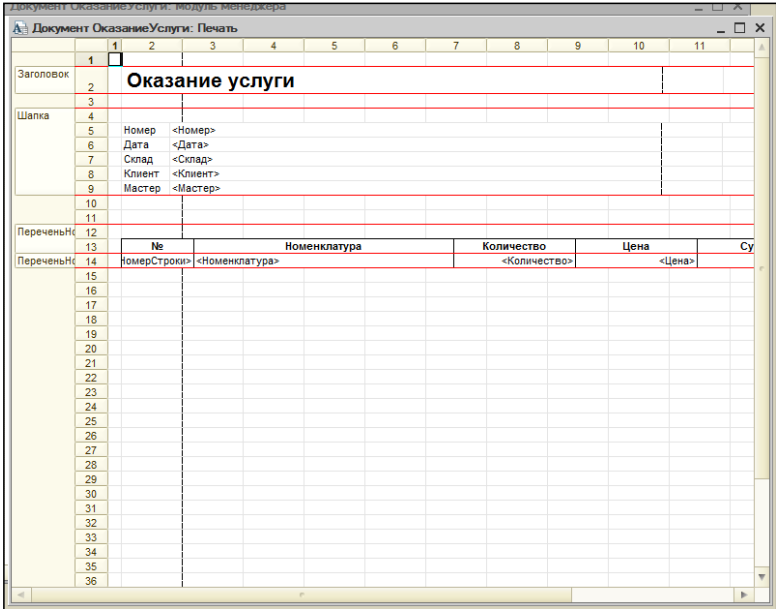 Документ ОказаниеУслуги: Модуль менеджера
Документ ОказаниеУслуги: Печать
1 2 3 4 5 6 7 8 9 10 11
1
Заголовок
2 Оказание услуги
3
Шапка 4
5 Номер <Номер>
6 Дата <Дата>
7 Склад <Склад>
8 Клиент <Клиент>
9 Мастер <Мастер>
10
11
ПереченьНо 12
13 № Номенклатура Количество Цена Су
ПереченьНо 14 НомерСтроки> <Номенклатура> <Количество> <Цена>
15
16
17
18
19
20
21
22
23
24
25
26
27
28
29
30
31
32
33
34
35
36